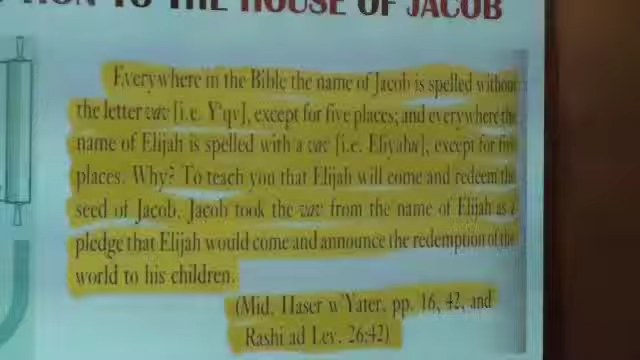 TO THE HOUSE OF JACOB
Everywhere in the Bible the name of Jacob is spelled without
the letter vav [i.e. Y'qv], except for five places; and everywhere the
name of Elijah is spelled with a vav [i.e. Eliyahu], except for five
places. Why? To teach you that Elijah will come and redeem the
seed of Jacob. Jacob took the vav from the name of Elijah as a
pledge that Elijah would come and announce the redemption of the
world to his children.
(Mid. Haser w'Yater, pp. 16, 42, and
Rashi ad Lev. 26:42)